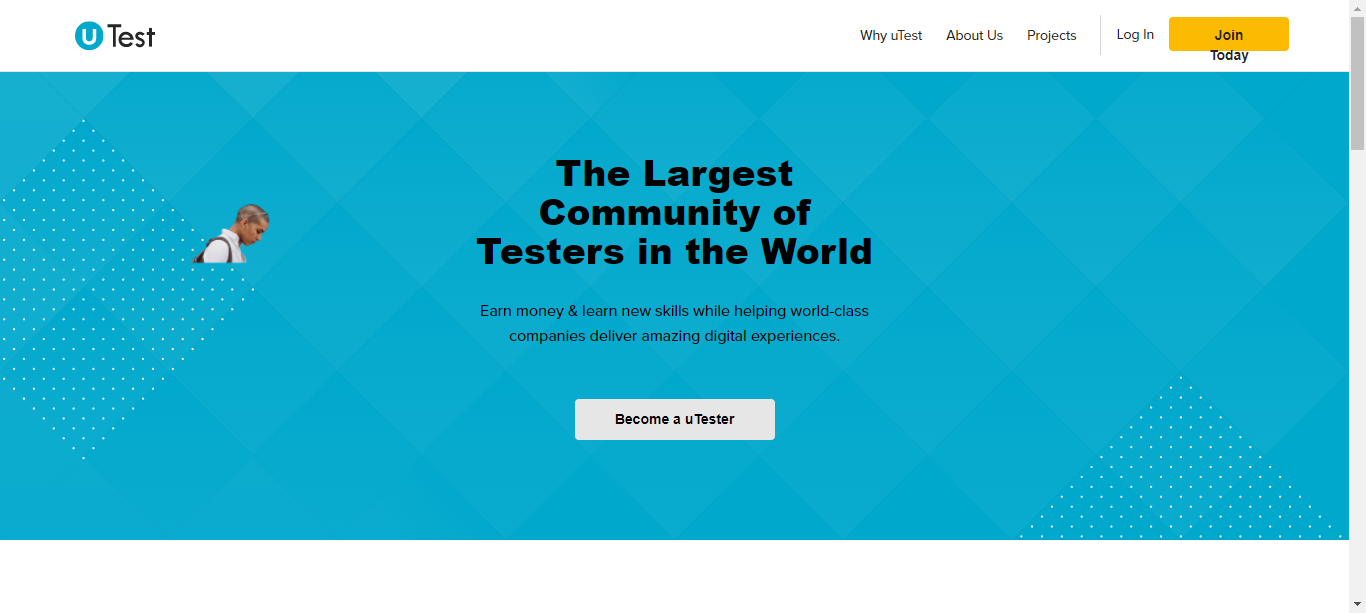 uTest
Why uTest
About Us
Projects
Log In
Join
Today
The Largest
Community of
Testers in the World
Earn money & learn new skills while helping world-class
companies deliver amazing digital experiences.
Become a uTester